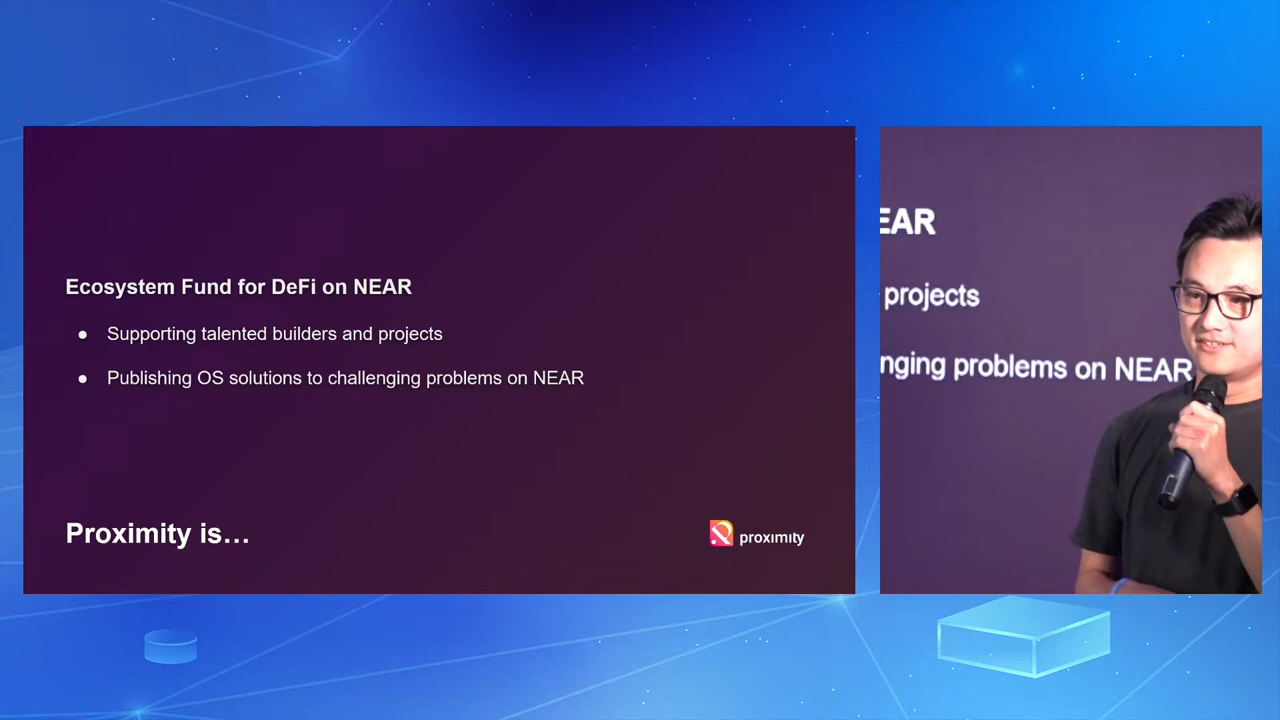 Ecosystem Fund for DeFi on NEAR
● Supporting talented builders and projects
● Publishing OS solutions to challenging problems on NEAR
Proximity is…
proximity
EAR
projects
nging problems on NEAR